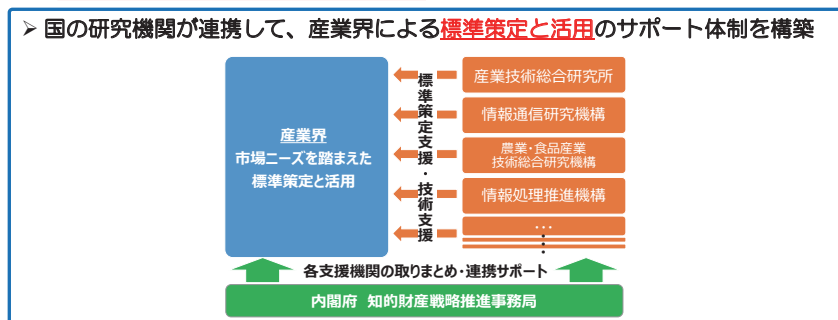 ➢ 国の研究機関が連携して、産業界による標準策定と活用のサポート体制を構築
産業界
市場ニーズを踏まえた
標準策定と活用
標準策定支援・技術支援
産業技術総合研究所
情報通信研究機構
農業・食品産業
技術総合研究機構
情報処理推進機構
…
各支援機関の取りまとめ・連携サポート
内閣府 知的財産戦略推進事務局